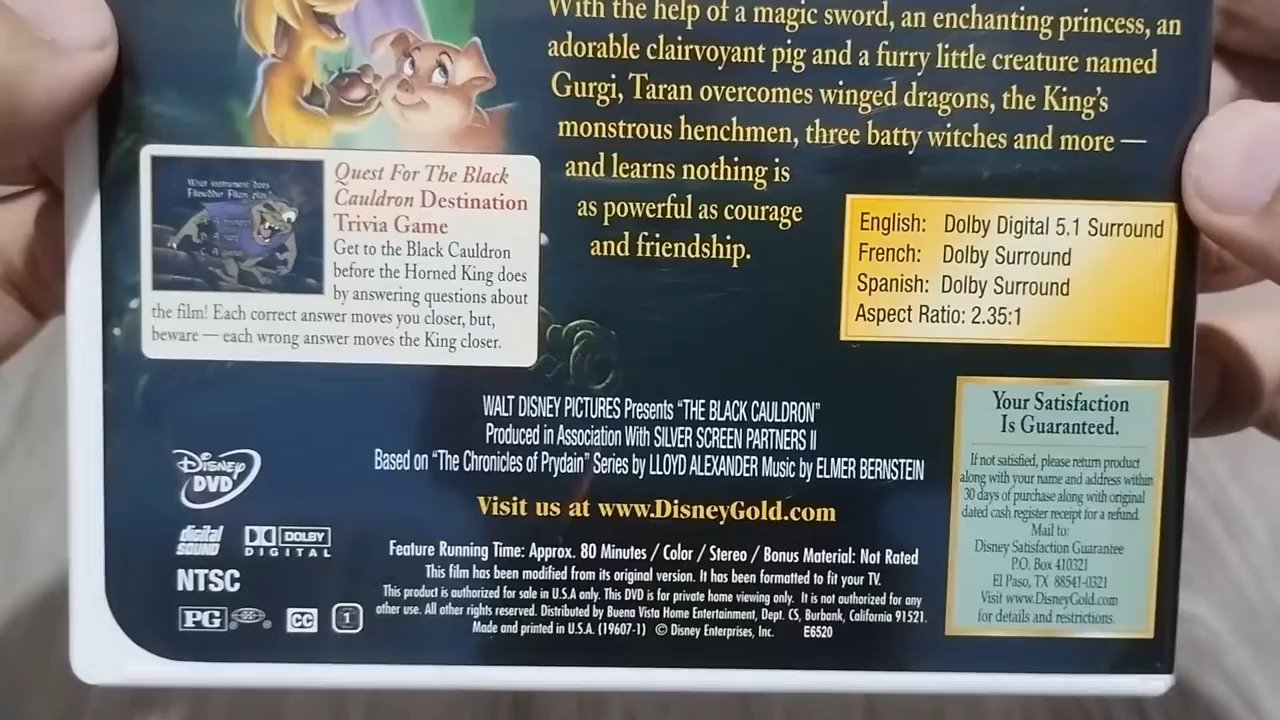 With the help of a magic sword, an enchanting princess, an
adorable clairvoyant pig and a furry little creature named
Gurgi, Taran overcomes winged dragons, the King's
monstrous henchmen, three batty witches and more —
and learns nothing is
as powerful as courage
and friendship.
What instrument does
Fflewddur Fflam play?
Quest For The Black
Cauldron Destination
Trivia Game
Get to the Black Cauldron
before the Horned King does
by answering questions about
the film! Each correct answer moves you closer, but,
beware — each wrong answer moves the King closer.
English: Dolby Digital 5.1 Surround
French: Dolby Surround
Spanish: Dolby Surround
Aspect Ratio: 2.35:1
WALT DISNEY PICTURES Presents "THE BLACK CAULDRON"
Produced in Association With SILVER SCREEN PARTNERS II
Based on "The Chronicles of Prydain" Series by LLOYD ALEXANDER Music by ELMER BERNSTEIN
Visit us at www.DisneyGold.com
Disney
DVD
digital
SOUND
DOLBY
DIGITAL
NTSC
PG
CC
1
Feature Running Time: Approx. 80 Minutes / Color / Stereo / Bonus Material: Not Rated
This film has been modified from its original version. It has been formatted to fit your TV.
This product is authorized for sale in U.S.A only. This DVD is for private home viewing only. It is not authorized for any
other use. All other rights reserved. Distributed by Buena Vista Home Entertainment, Dept. CS, Burbank, California 91521.
Made and printed in U.S.A. (19607-1) © Disney Enterprises, Inc. E6520
Your Satisfaction
Is Guaranteed.
If not satisfied, please return product
along with your name and address within
30 days of purchase along with original
dated cash register receipt for a refund.
Mail to:
Disney Satisfaction Guarantee
P.O. Box 410321
El Paso, TX 88541-0321
Visit www.DisneyGold.com
for details and restrictions.